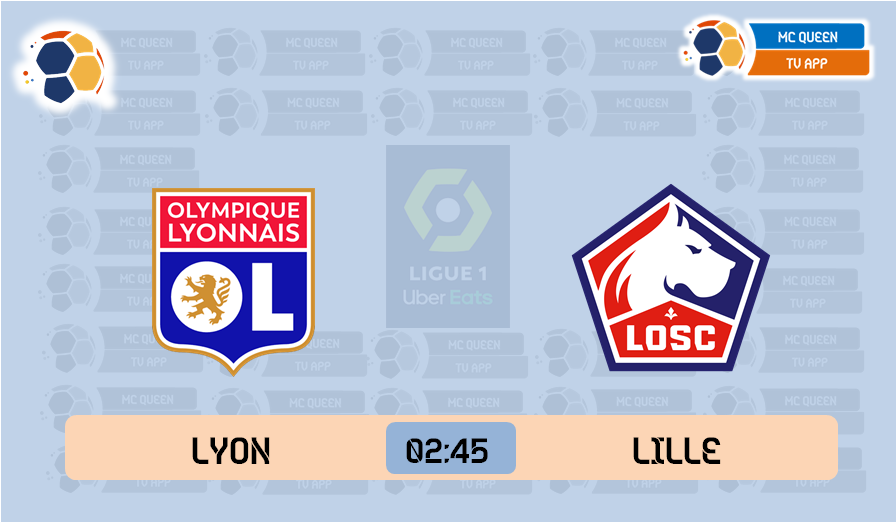 MC QUEEN
TV APP
OLYMPIQUE
LYONNAIS
OL
LIGUE 1
Uber Eats
LOSC
LYON
02:45
LILLE